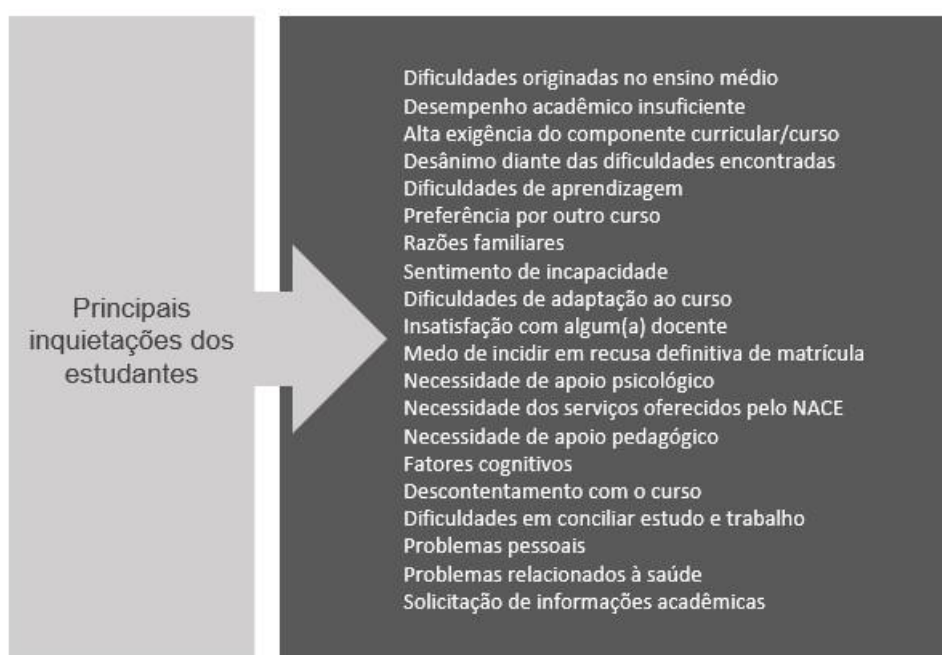 Principais
inquietações dos
estudantes
Dificuldades originadas no ensino médio
Desempenho acadêmico insuficiente
Alta exigência do componente curricular/curso
Desânimo diante das dificuldades encontradas
Dificuldades de aprendizagem
Preferência por outro curso
Razões familiares
Sentimento de incapacidade
Dificuldades de adaptação ao curso
Insatisfação com algum(a) docente
Medo de incidir em recusa definitiva de matrícula
Necessidade de apoio psicológico
Necessidade dos serviços oferecidos pelo NACE
Necessidade de apoio pedagógico
Fatores cognitivos
Descontentamento com o curso
Dificuldades em conciliar estudo e trabalho
Problemas pessoais
Problemas relacionados à saúde
Solicitação de informações acadêmicas